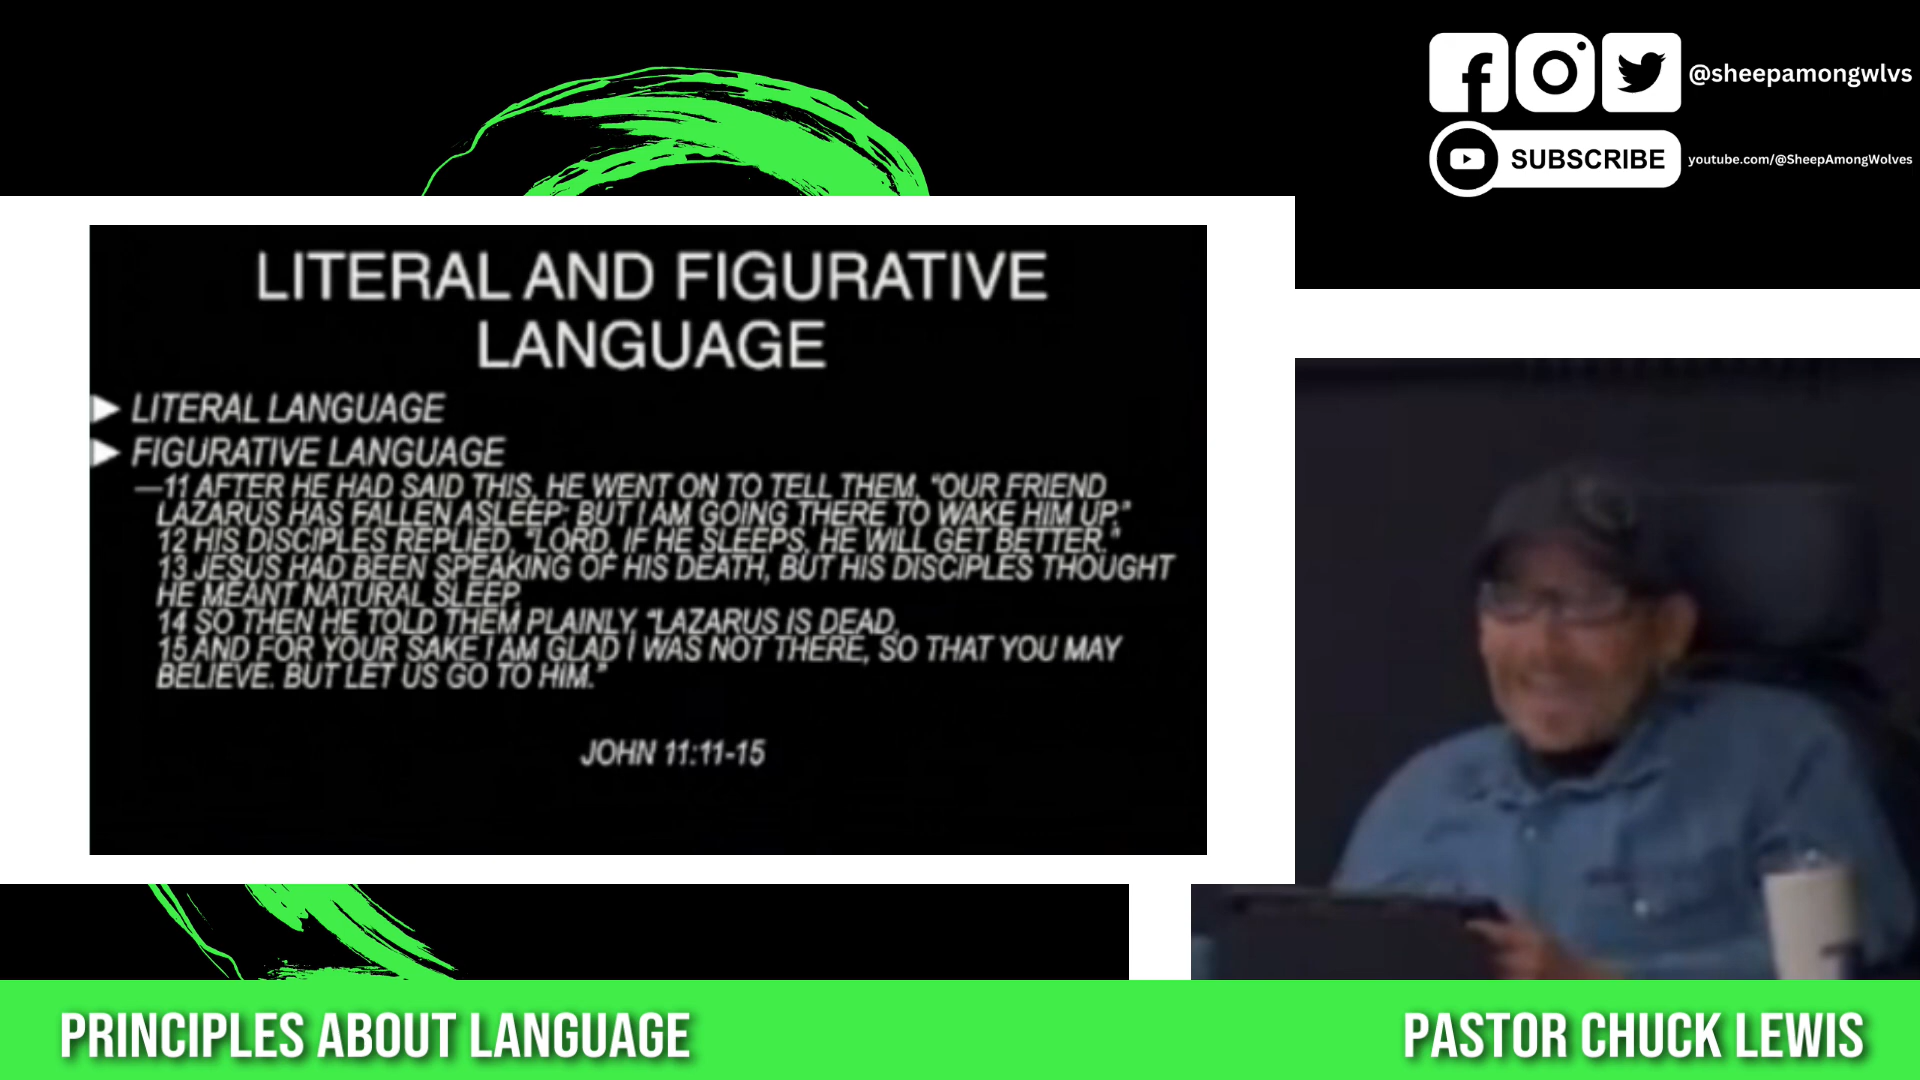 @sheepamongwlvs
SUBSCRIBE
youtube.com/@SheepAmongWolves
LITERAL AND FIGURATIVE
LANGUAGE
LITERAL LANGUAGE
FIGURATIVE LANGUAGE
—11 AFTER HE HAD SAID THIS, HE WENT ON TO TELL THEM, "OUR FRIEND
LAZARUS HAS FALLEN ASLEEP; BUT I AM GOING THERE TO WAKE HIM UP."
12 HIS DISCIPLES REPLIED, "LORD, IF HE SLEEPS, HE WILL GET BETTER."
13 JESUS HAD BEEN SPEAKING OF HIS DEATH, BUT HIS DISCIPLES THOUGHT
HE MEANT NATURAL SLEEP.
14 SO THEN HE TOLD THEM PLAINLY, "LAZARUS IS DEAD,
15 AND FOR YOUR SAKE I AM GLAD I WAS NOT THERE, SO THAT YOU MAY
BELIEVE. BUT LET US GO TO HIM."
JOHN 11:11-15
PRINCIPLES ABOUT LANGUAGE
PASTOR CHUCK LEWIS